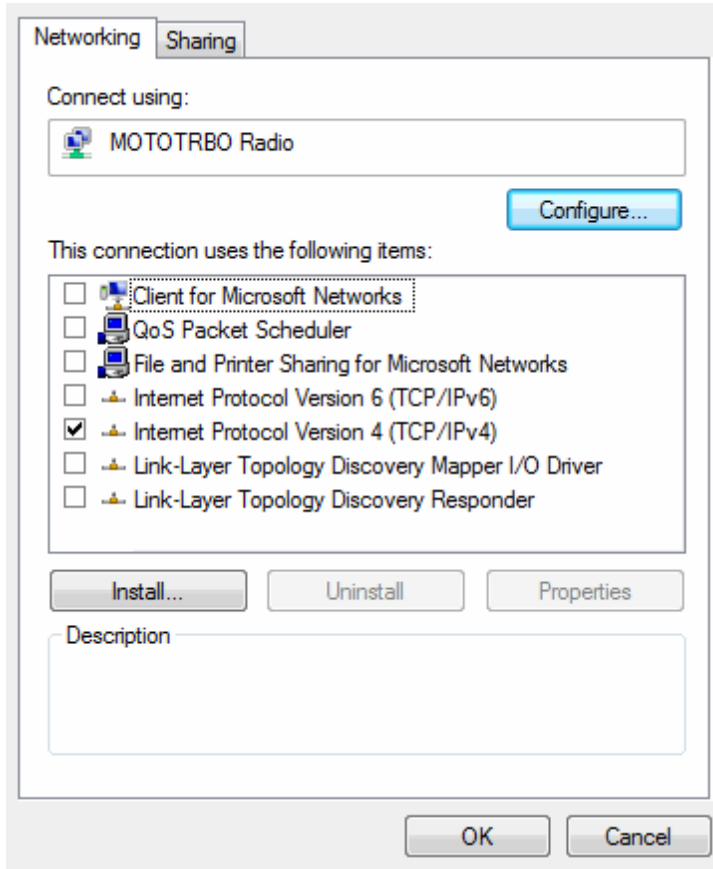 Networking Sharing
Connect using:
MOTOTRBO Radio
Configure...
This connection uses the following items:
Client for Microsoft Networks
QoS Packet Scheduler
File and Printer Sharing for Microsoft Networks
Internet Protocol Version 6 (TCP/IPv6)
Internet Protocol Version 4 (TCP/IPv4)
Link-Layer Topology Discovery Mapper I/O Driver
Link-Layer Topology Discovery Responder
Install... Uninstall Properties
Description
OK Cancel